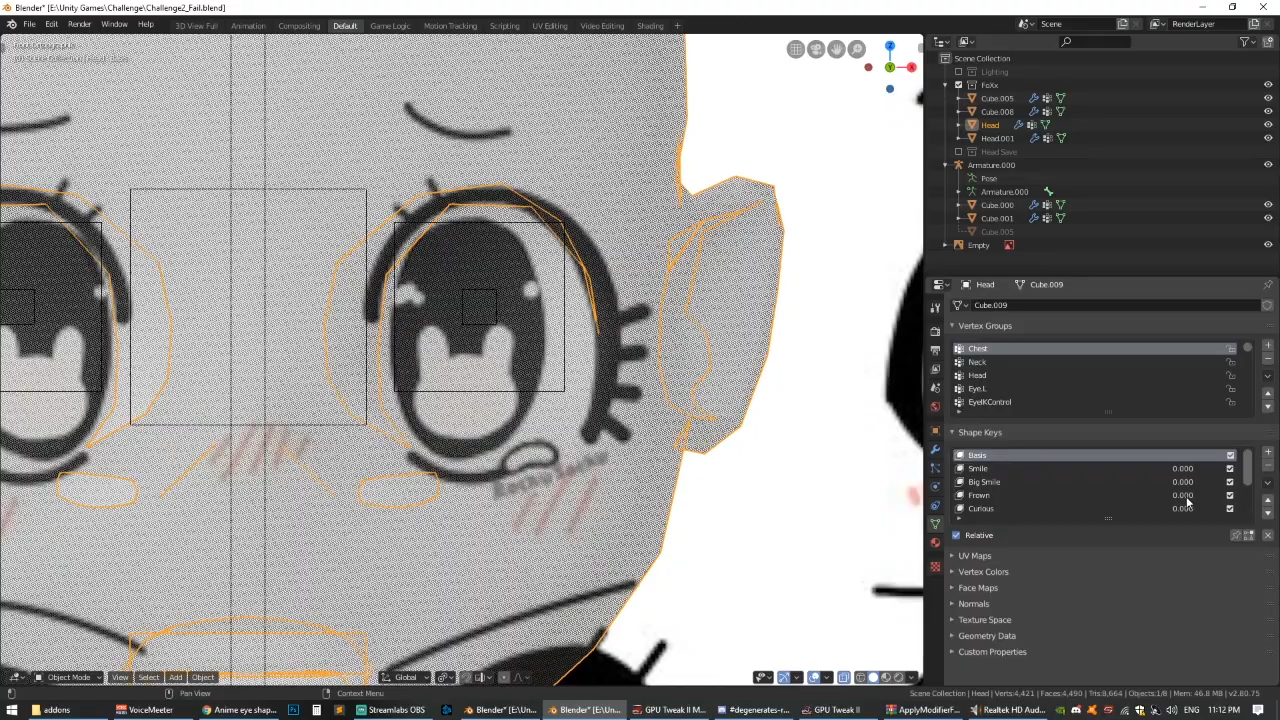 Blender* [E:\Unity Games\Challenge\Challenge2_Fail.blend]
File Edit Render Window Help 3D View Full Animation Compositing Default Game Logic Motion Tracking Scripting UV Editing Video Editing Shading + Scene RenderLayer
Front Orthographic
Scene Collection
Lighting
FoXx
Cube.005
Cube.008
Head
Head.001
Head Save
Armature.000
Pose
Armature.000
Cube.000
Cube.001
Cube.005
Empty
Head Cube.009
Cube.009
Vertex Groups
Chest
Neck
Head
Eye.L
EyeIKControl
Shape Keys
Basis
Smile 0.000
Big Smile 0.000
Frown 0.000
Curious 0.000
Relative
UV Maps
Vertex Colors
Face Maps
Normals
Texture Space
Geometry Data
Custom Properties
Object Mode View Select Add Object Global
Pan View Context Menu Scene Collection | Head | Verts:4,421 | Faces:4,490 | Tris:8,664 | Objects:1/8 | Mem: 46.8 MB | v2.80.75
addons VoiceMeeter Anime eye shap... Streamlabs OBS Blender* [E:\Un... Blender* [E:\Un... GPU Tweak II M... #degenerates-r... GPU Tweak II ApplyModifierF... Realtek HD Aud... 11:12 PM